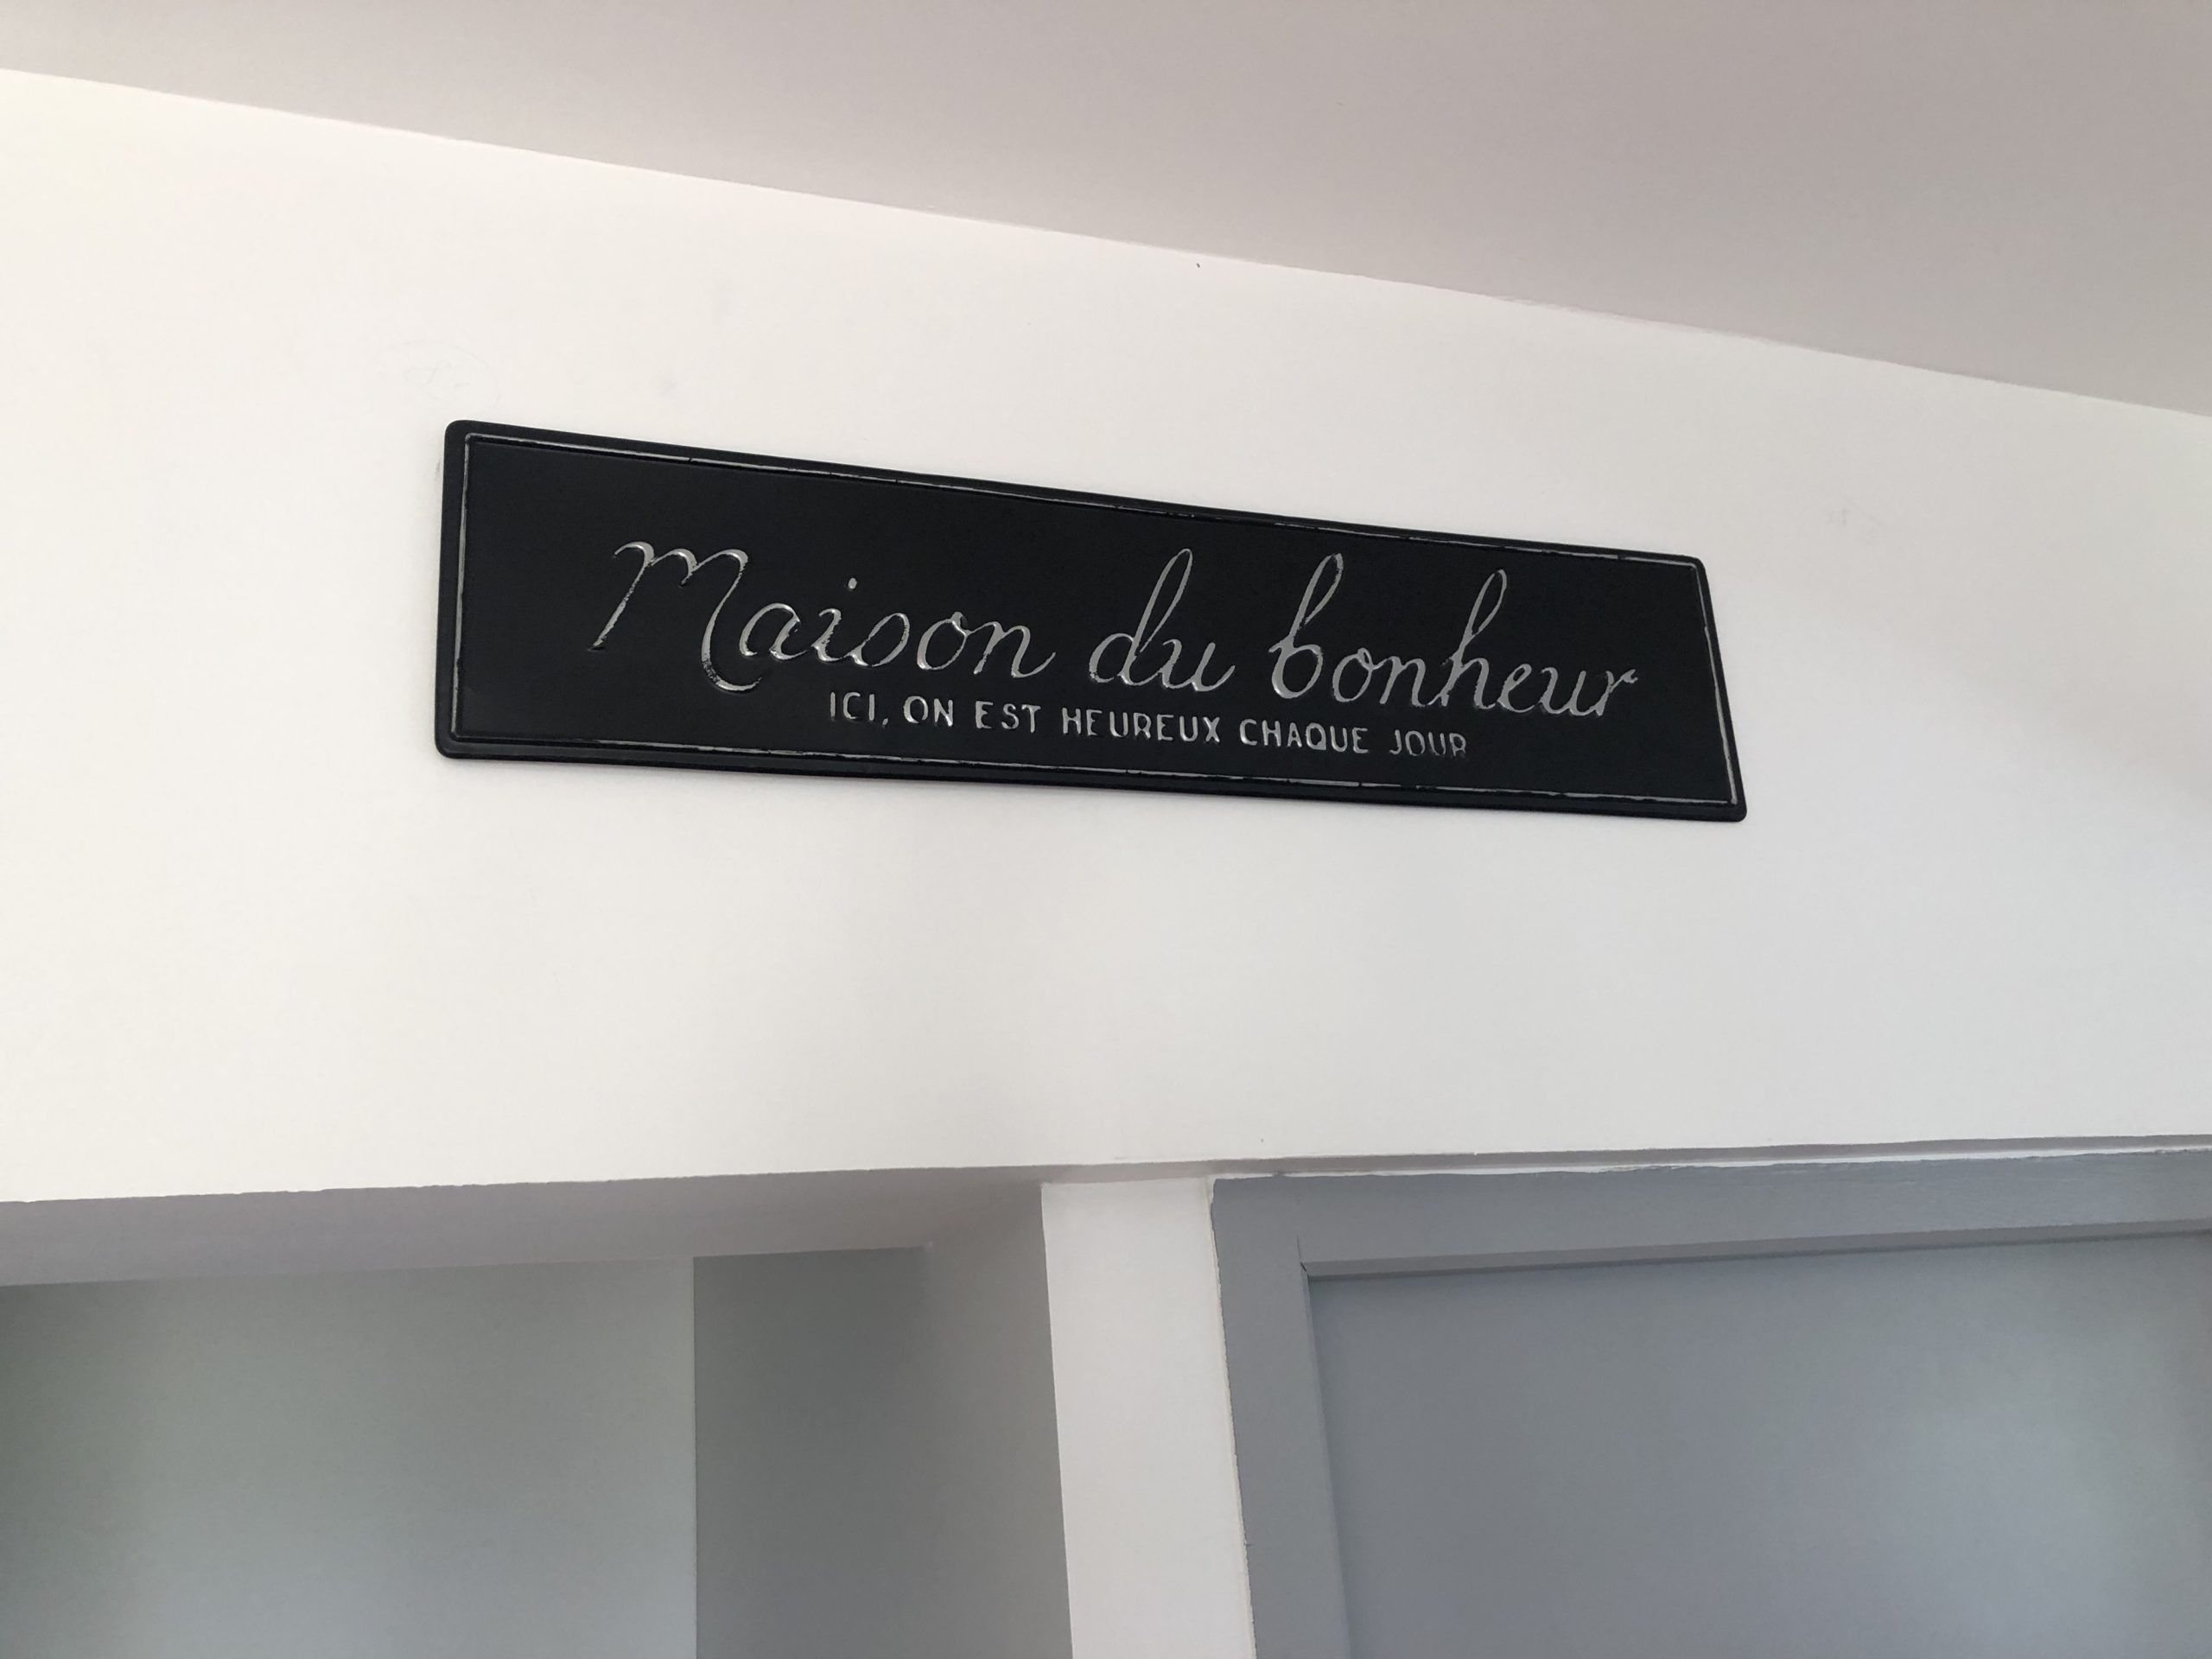 Maison du bonheur
ICI, ON EST HEUREUX CHAQUE JOUR